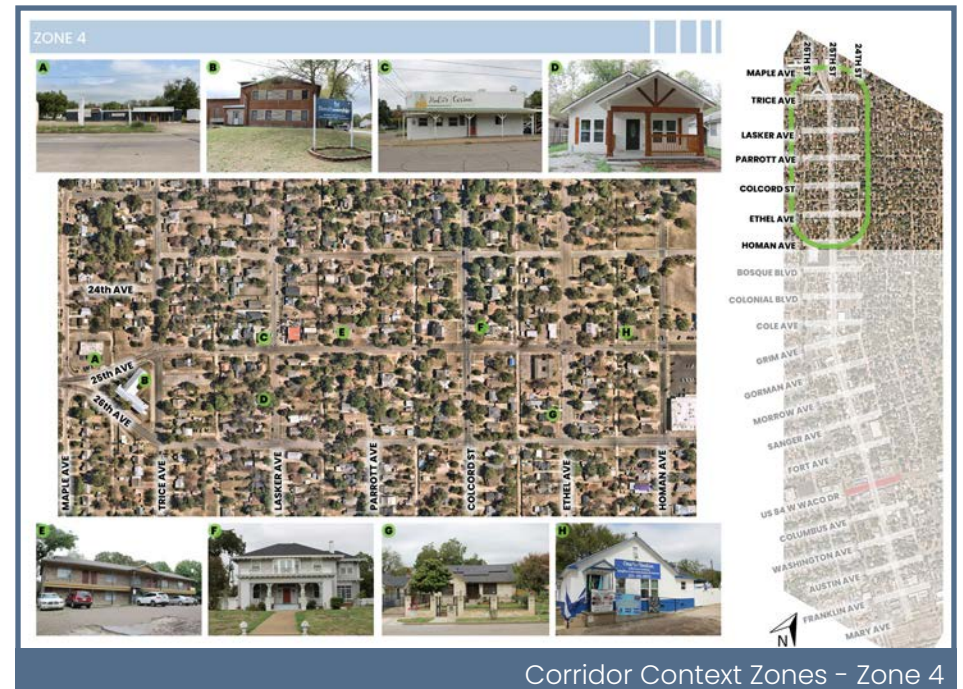 ZONE 4
A
B
C
D
24th AVE
C
E
F
H
A
25th AVE
B
26th AVE
D
G
MAPLE AVE
TRICE AVE
LASKER AVE
PARROTT AVE
COLCORD ST
ETHEL AVE
HOMAN AVE
E
F
G
H
26TH ST
25TH ST
24TH ST
MAPLE AVE
TRICE AVE
LASKER AVE
PARROTT AVE
COLCORD ST
ETHEL AVE
HOMAN AVE
BOSQUE BLVD
COLONIAL BLVD
COLE AVE
GRIM AVE
GORMAN AVE
MORROW AVE
SANGER AVE
FORT AVE
US 84 W WACO DR
COLUMBUS AVE
WASHINGTON AVE
AUSTIN AVE
FRANKLIN AVE
MARY AVE
N
Corridor Context Zones - Zone 4